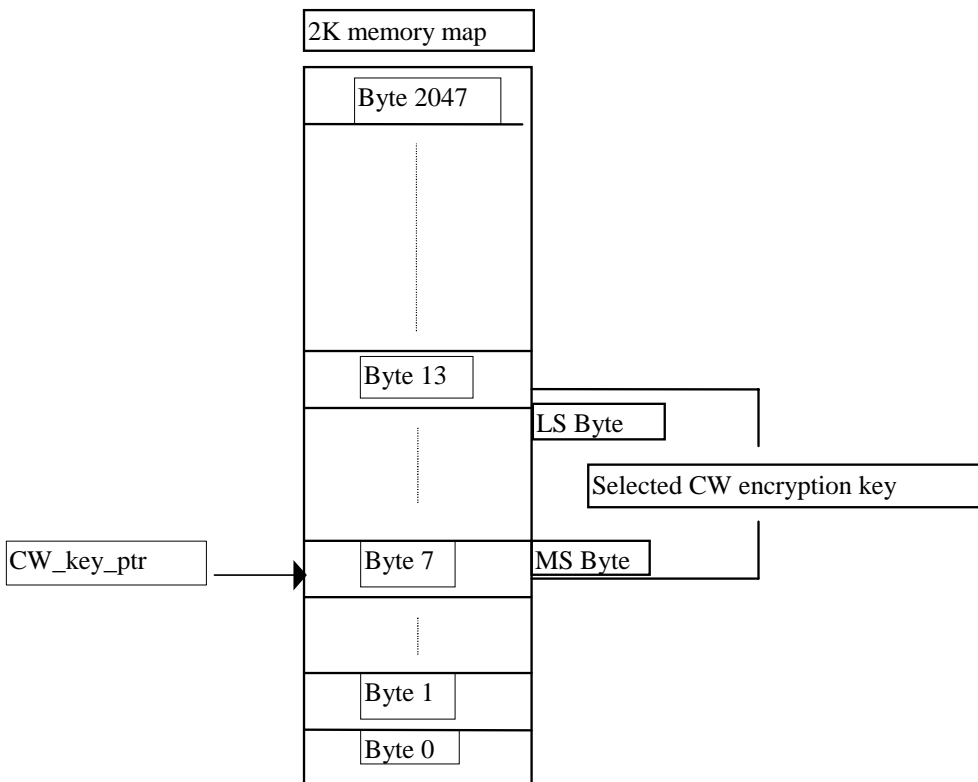 2K memory map
Byte 2047
Byte 13
LS Byte
Selected CW encryption key
CW_key_ptr
Byte 7
MS Byte
Byte 1
Byte 0